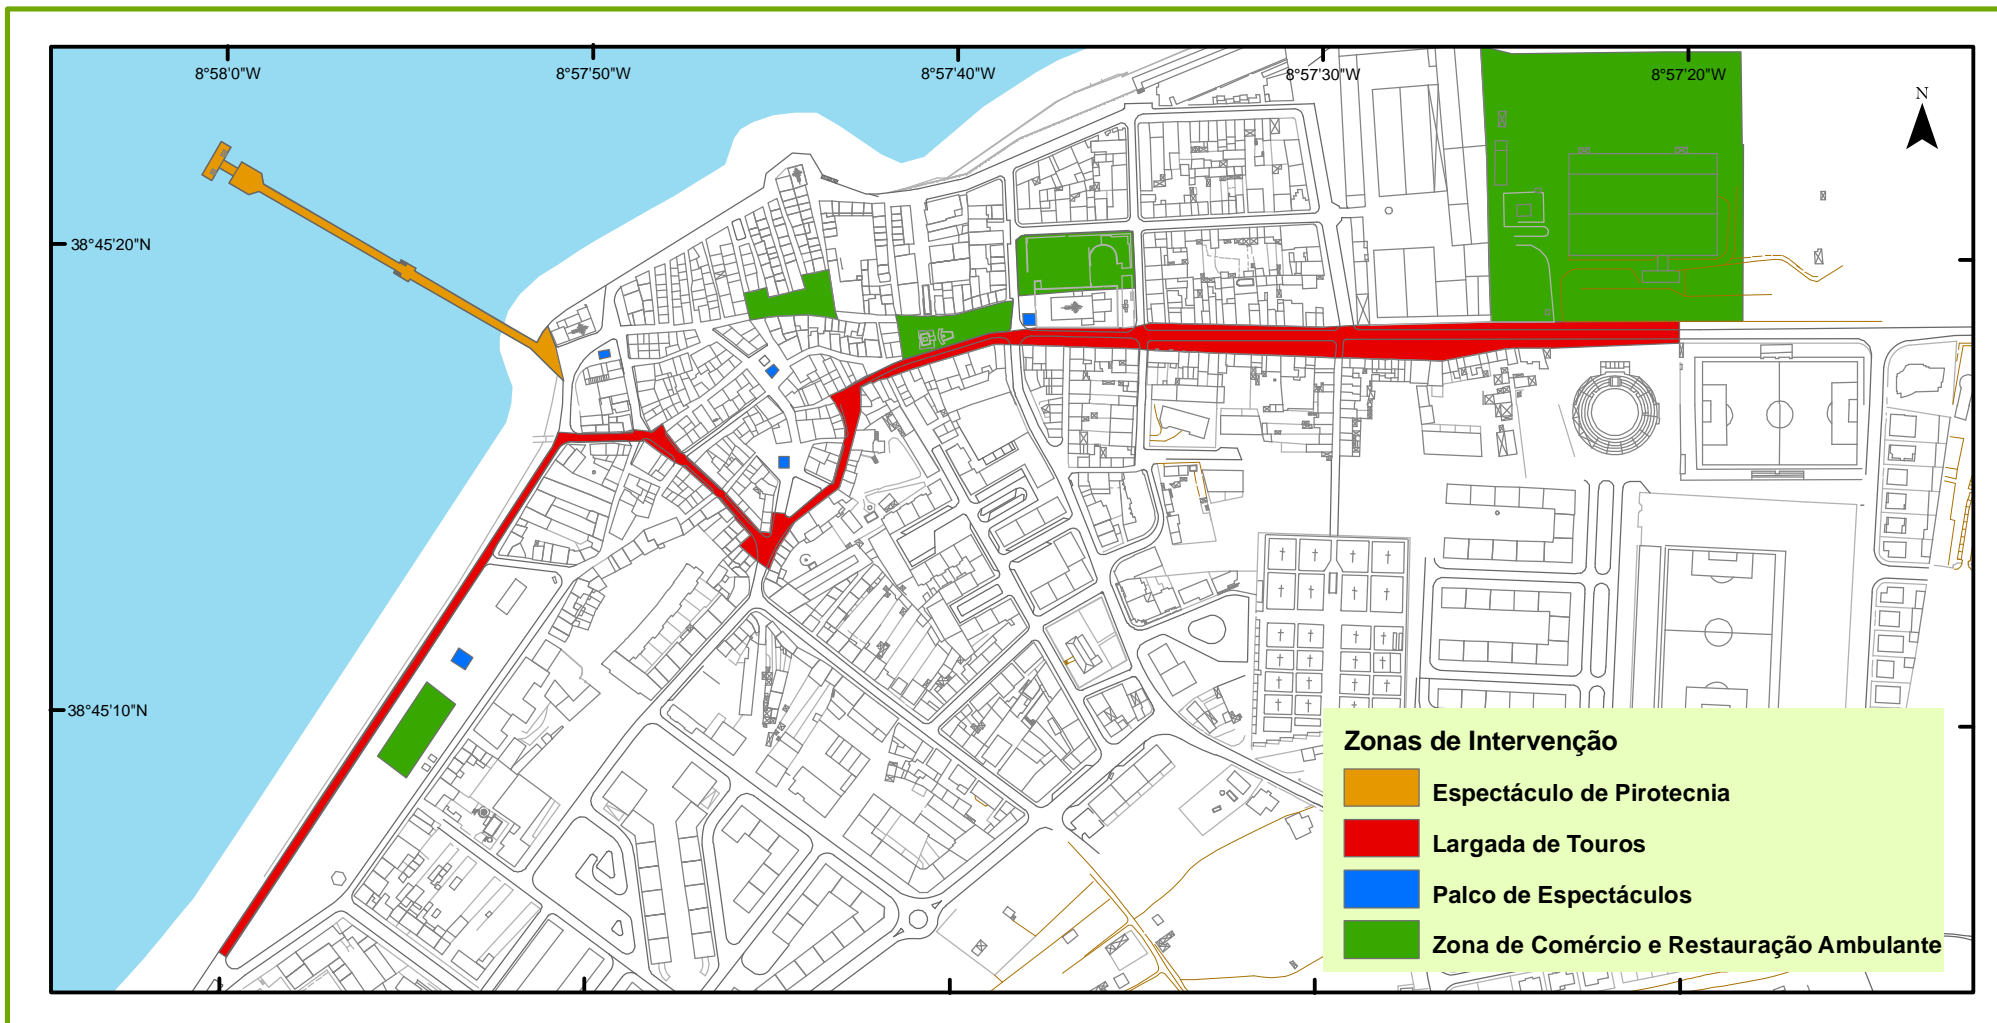 8°58'0"W
8°57'50"W
8°57'40"W
8°57'30"W
8°57'20"W
N
38°45'20"N
38°45'10"N
Zonas de Intervenção
Espectáculo de Pirotecnia
Largada de Touros
Palco de Espectáculos
Zona de Comércio e Restauração Ambulante